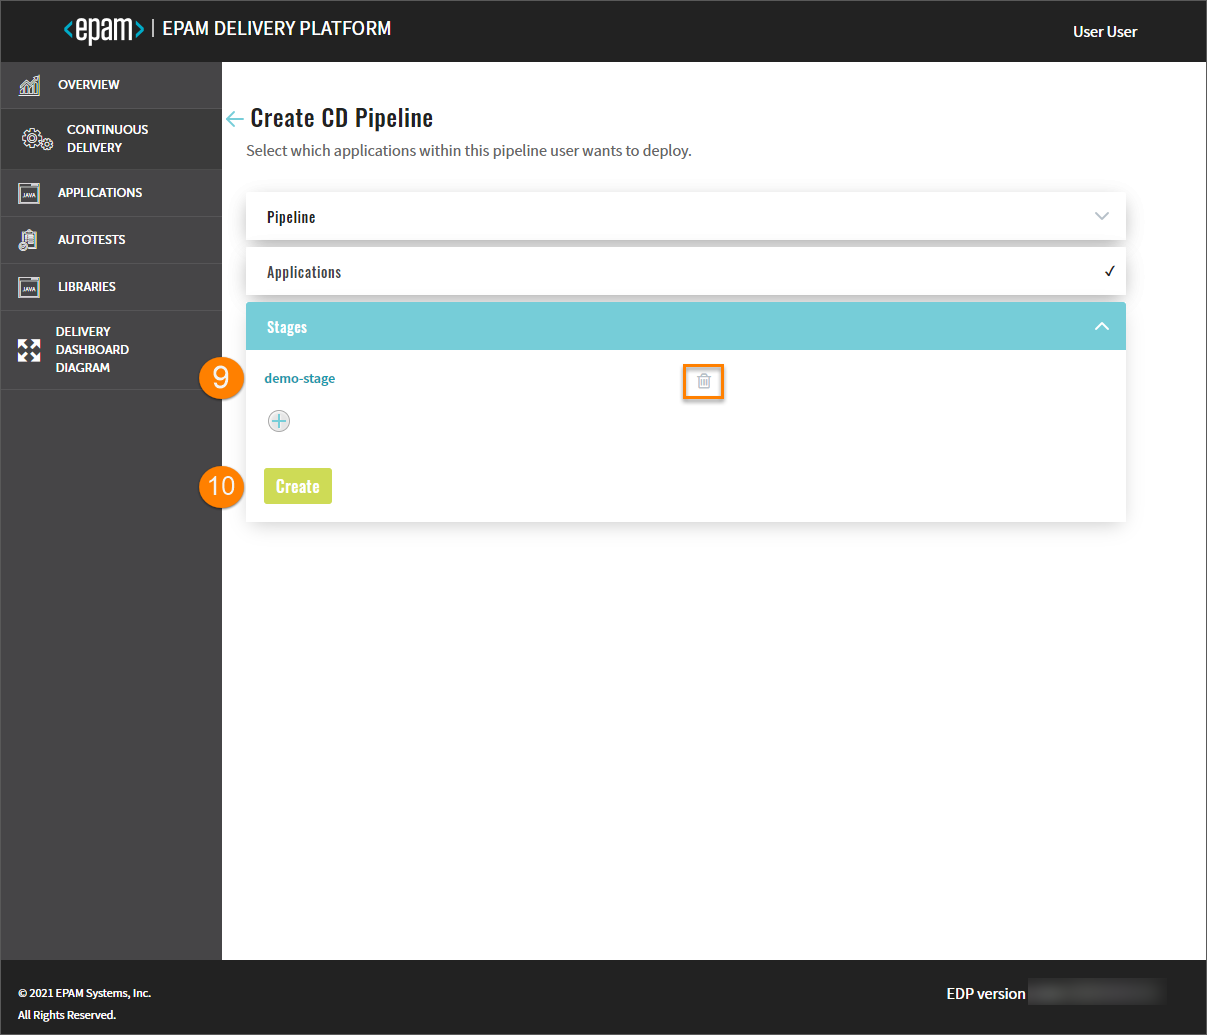 <epam> | EPAM DELIVERY PLATFORM
User User
OVERVIEW
CONTINUOUS
DELIVERY
APPLICATIONS
AUTOTESTS
LIBRARIES
DELIVERY
DASHBOARD
DIAGRAM
Create CD Pipeline
Select which applications within this pipeline user wants to deploy.
Pipeline
Applications
Stages
9
demo-stage
10
Create
© 2021 EPAM Systems, Inc.
All Rights Reserved.
EDP version